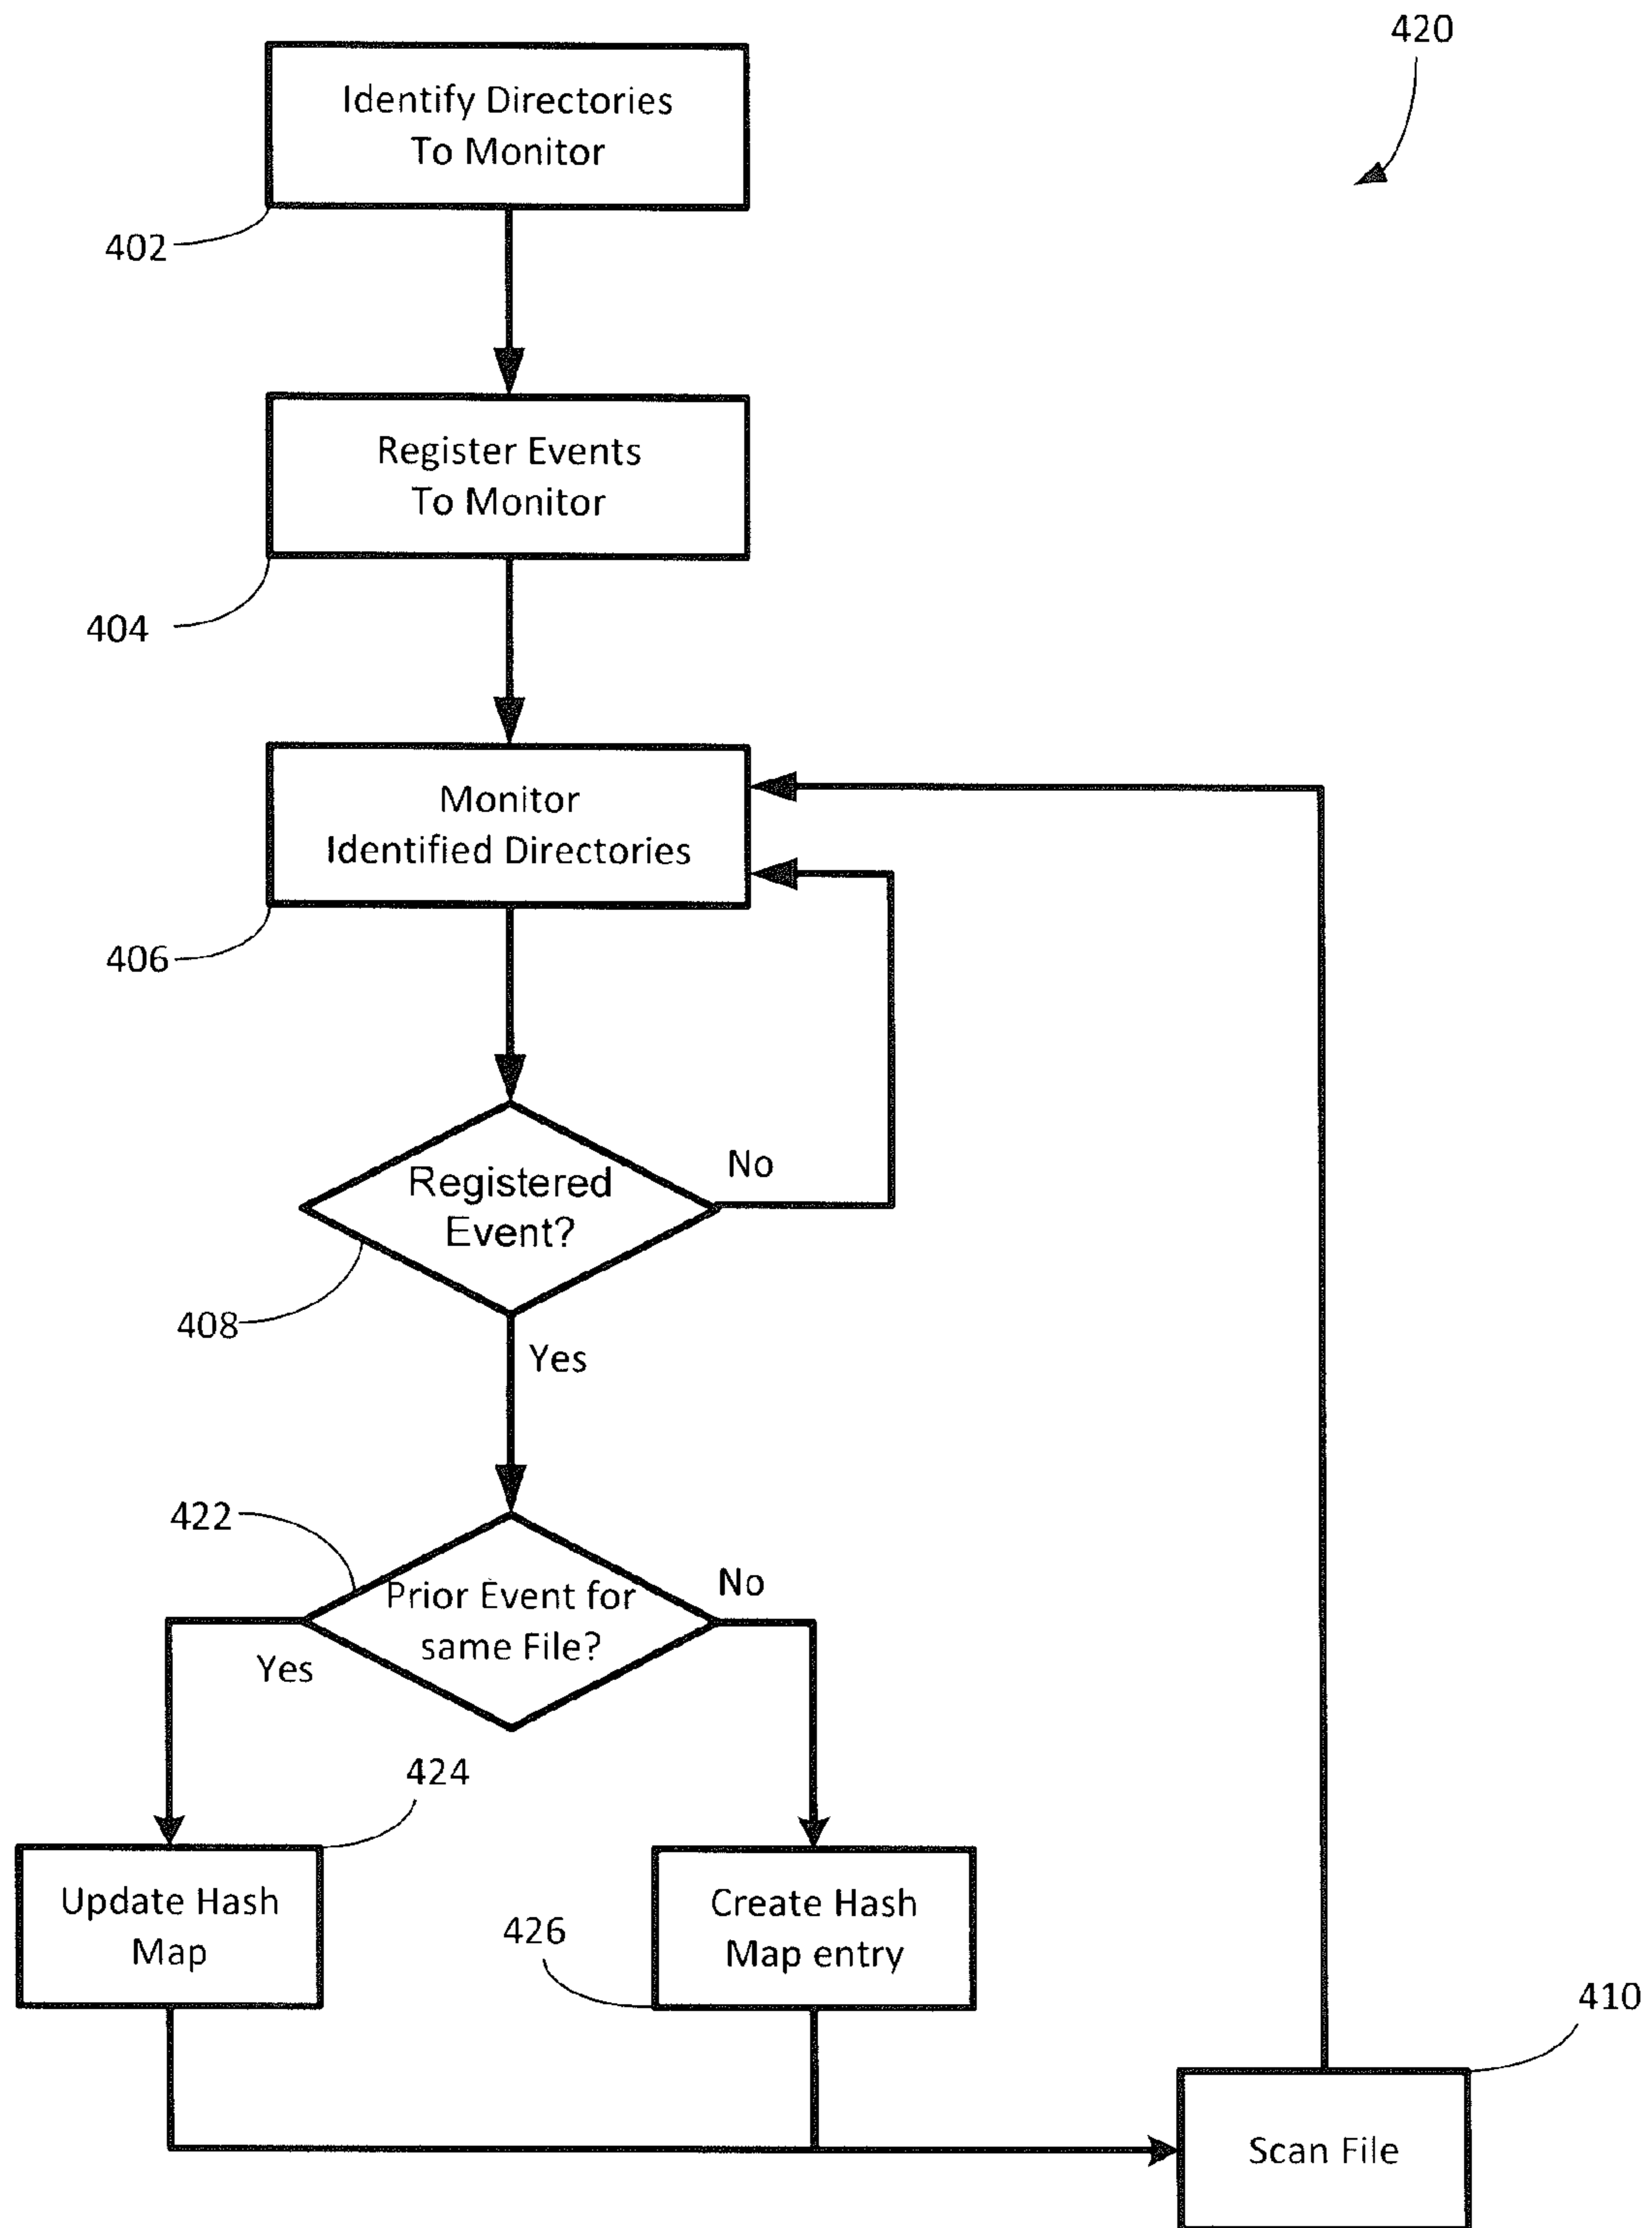 420
Identify Directories
To Monitor
402
Register Events
To Monitor
404
Monitor
Identified Directories
406
Registered
Event?
No
408
Yes
422
Prior Event for
same File?
No
Yes
424
Update Hash
Map
426
Create Hash
Map entry
410
Scan File